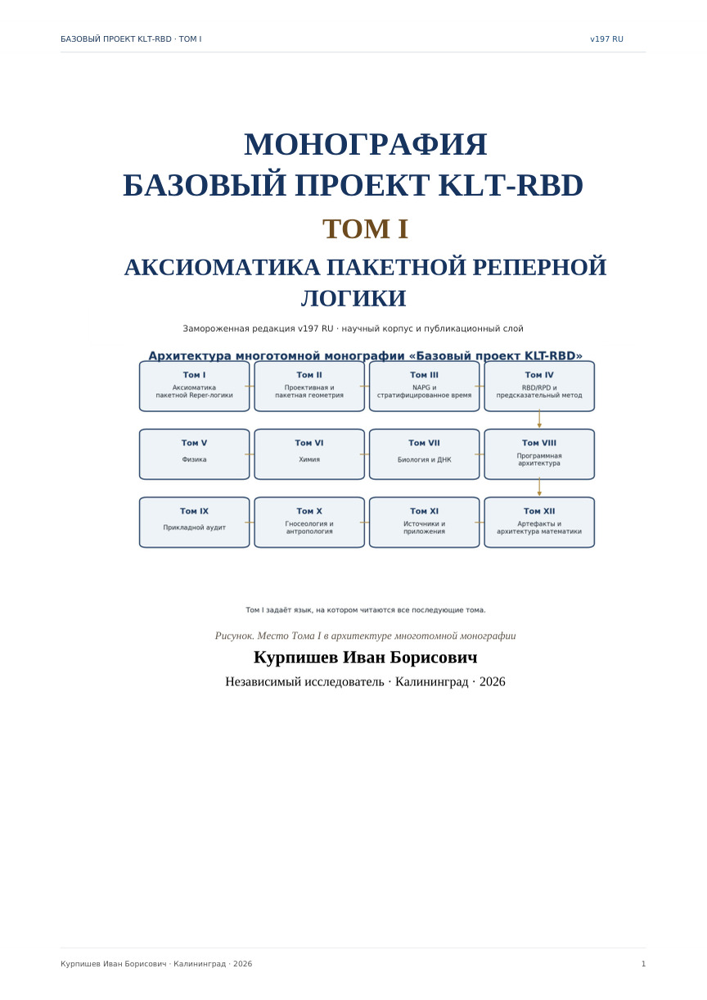 БАЗОВЫЙ ПРОЕКТ KLT-RBD · ТОМ I
v197 RU
МОНОГРАФИЯ
БАЗОВЫЙ ПРОЕКТ KLT-RBD
ТОМ I
АКСИОМАТИКА ПАКЕТНОЙ РЕПЕРНОЙ
ЛОГИКИ
Замороженная редакция v197 RU · научный корпус и публикационный слой
Архитектура многотомной монографии «Базовый проект KLT-RBD»
Том I
Аксиоматика
пакетной Reper-логики
Том II
Проективная и
пакетная геометрия
Том III
NAPG и
стратифицированное время
Том IV
RBD/RPD и
предсказательный метод
Том V
Физика
Том VI
Химия
Том VII
Биология и ДНК
Том VIII
Программная
архитектура
Том IX
Прикладной аудит
Том X
Гносеология и
антропология
Том XI
Источники и
приложения
Том XII
Артефакты и
архитектура математики
Том I задаёт язык, на котором читаются все последующие тома.
Рисунок. Место Тома I в архитектуре многотомной монографии
Курпишев Иван Борисович
Независимый исследователь · Калининград · 2026
Курпишев Иван Борисович · Калининград · 2026
1